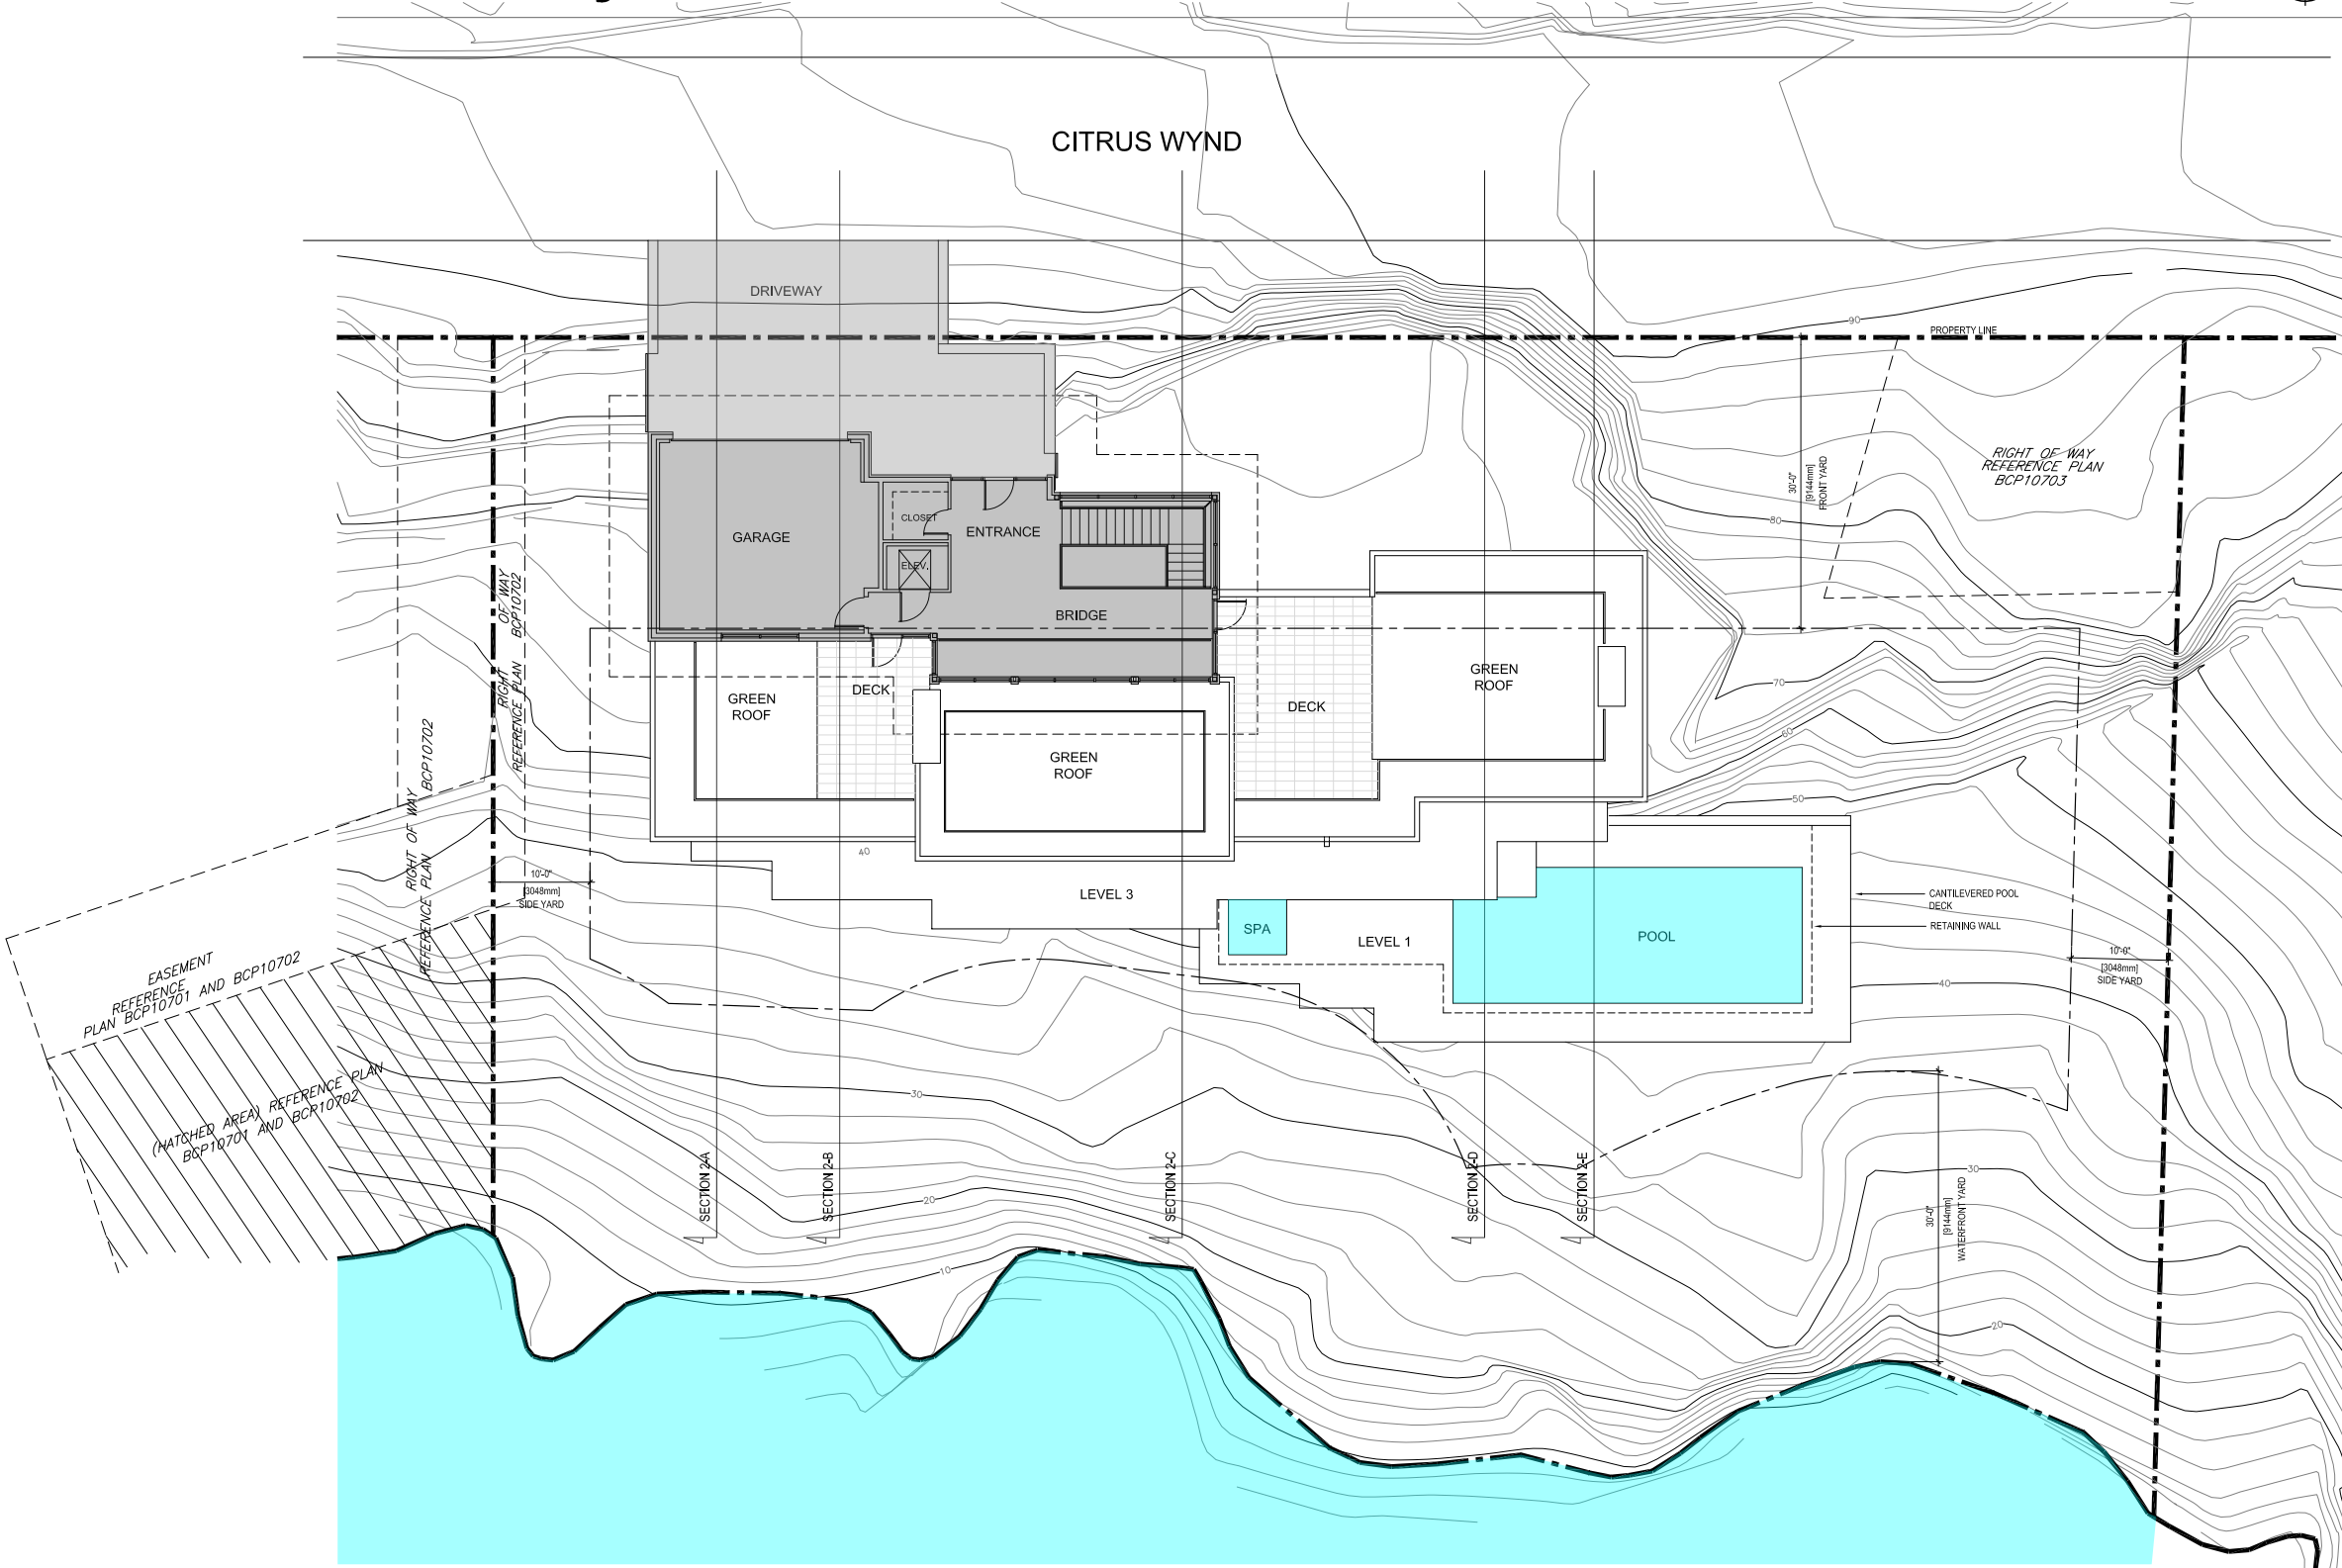 CITRUS WYND
DRIVEWAY
90
PROPERTY LINE
RIGHT OF WAY
REFERENCE PLAN
BCP10703
30'-0"
[9144mm]
FRONT YARD
80
CLOSET
GARAGE
ENTRANCE
ELEV.
BRIDGE
RIGHT OF WAY
REFERENCE PLAN BCP10702
GREEN
ROOF
DECK
GREEN
ROOF
DECK
GREEN
ROOF
70
60
50
40
RIGHT OF WAY
REFERENCE PLAN BCP10702
10'-0"
[3048mm]
SIDE YARD
LEVEL 3
SPA
LEVEL 1
POOL
CANTILEVERED POOL
DECK
RETAINING WALL
10'-0"
[3048mm]
SIDE YARD
40
EASEMENT
REFERENCE
PLAN BCP10701 AND BCP10702
(HATCHED AREA) REFERENCE PLAN
BCP10701 AND BCP10702
30
SECTION 2-A
SECTION 2-B
SECTION 2-C
SECTION 2-D
SECTION 2-E
30
20
30'-0"
[9144mm]
WATERFRONT YARD
10
20